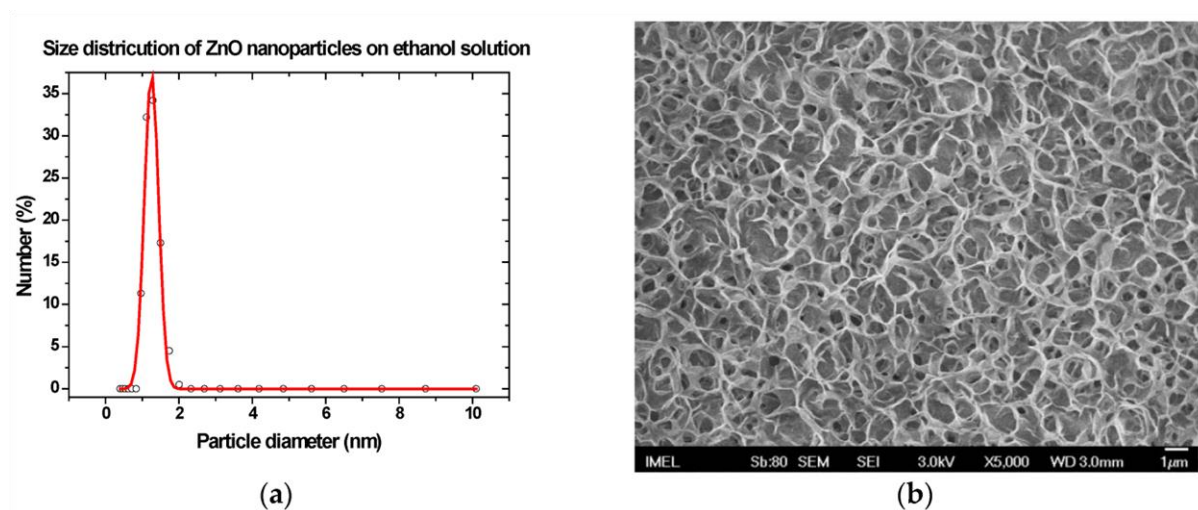 Size districution of ZnO nanoparticles on ethanol solution
35
30
25
20
15
10
5
0
Number (%)
0 2 4 6 8 10
Particle diameter (nm)
IMEL Sb:80 SEM SEI 3.0kV X5,000 WD 3.0mm 1μm
(a) (b)